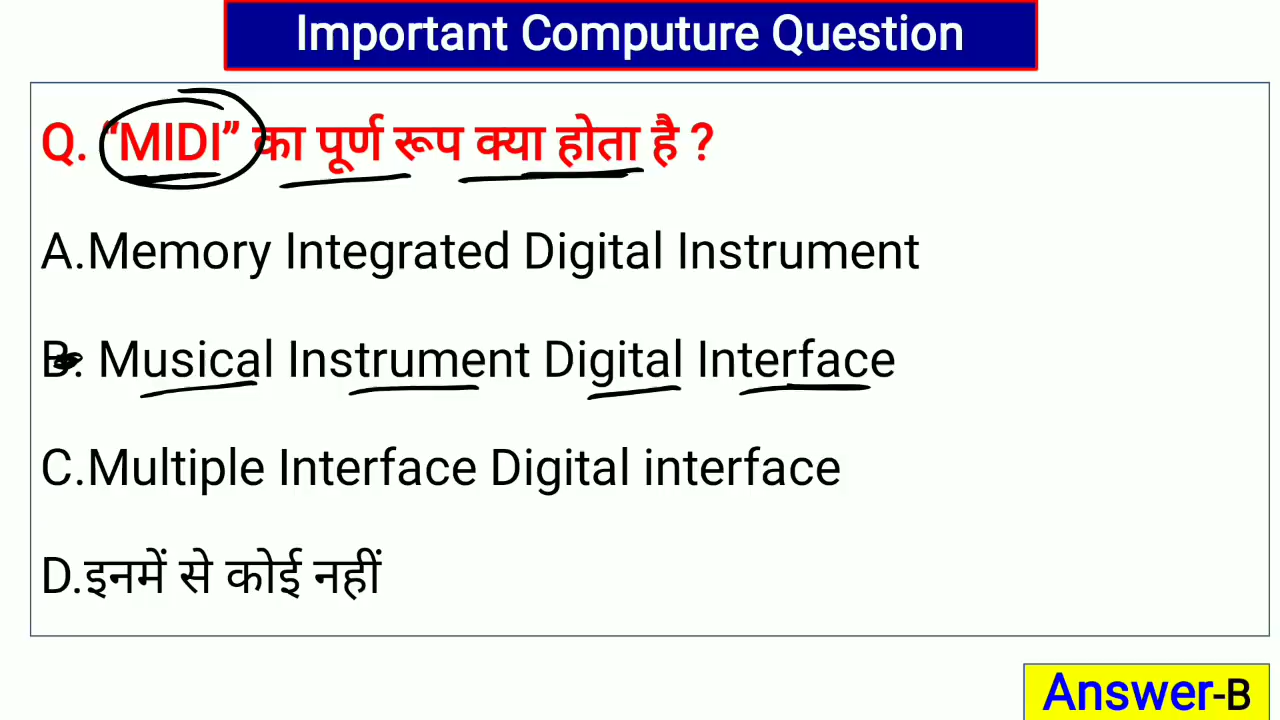 Important Computure Question
Q. “MIDI” का पूर्ण रूप क्या होता है ?
A.Memory Integrated Digital Instrument
B. Musical Instrument Digital Interface
C.Multiple Interface Digital interface
D.इनमें से कोई नहीं
Answer-B